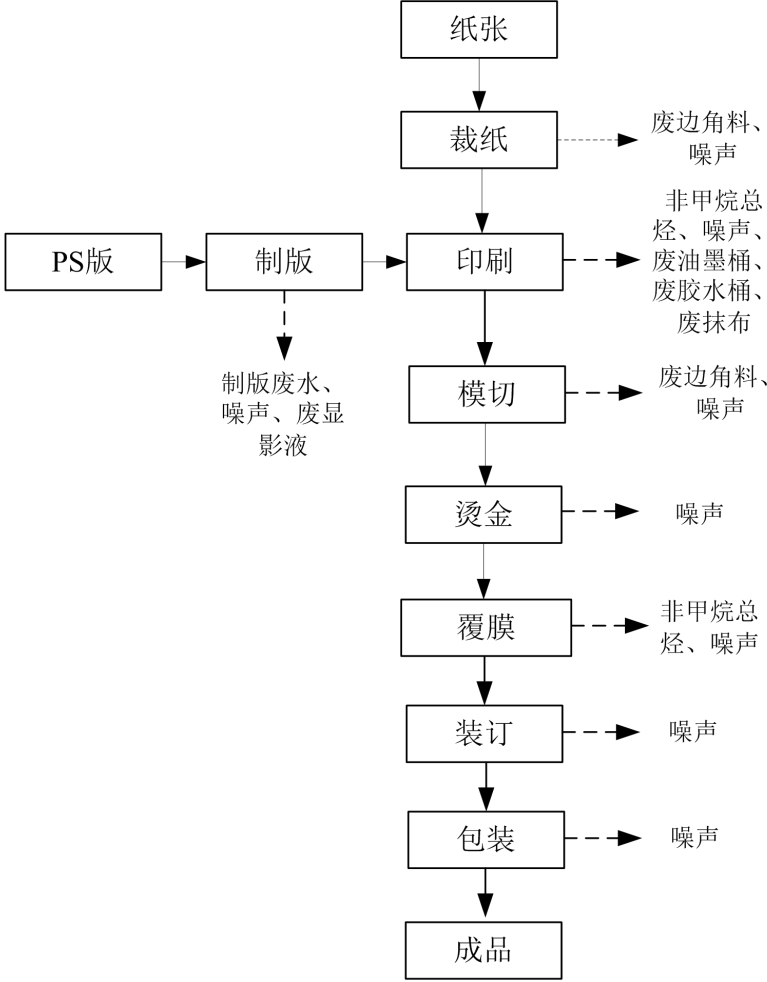 纸张
裁纸
废边角料、
噪声
PS版
制版
印刷
非甲烷总
烃、噪声、
废油墨桶、
废胶水桶、
废抹布
制版废水、
噪声、废显
影液
模切
废边角料、
噪声
烫金
噪声
覆膜
非甲烷总
烃、噪声
装订
噪声
包装
噪声
成品